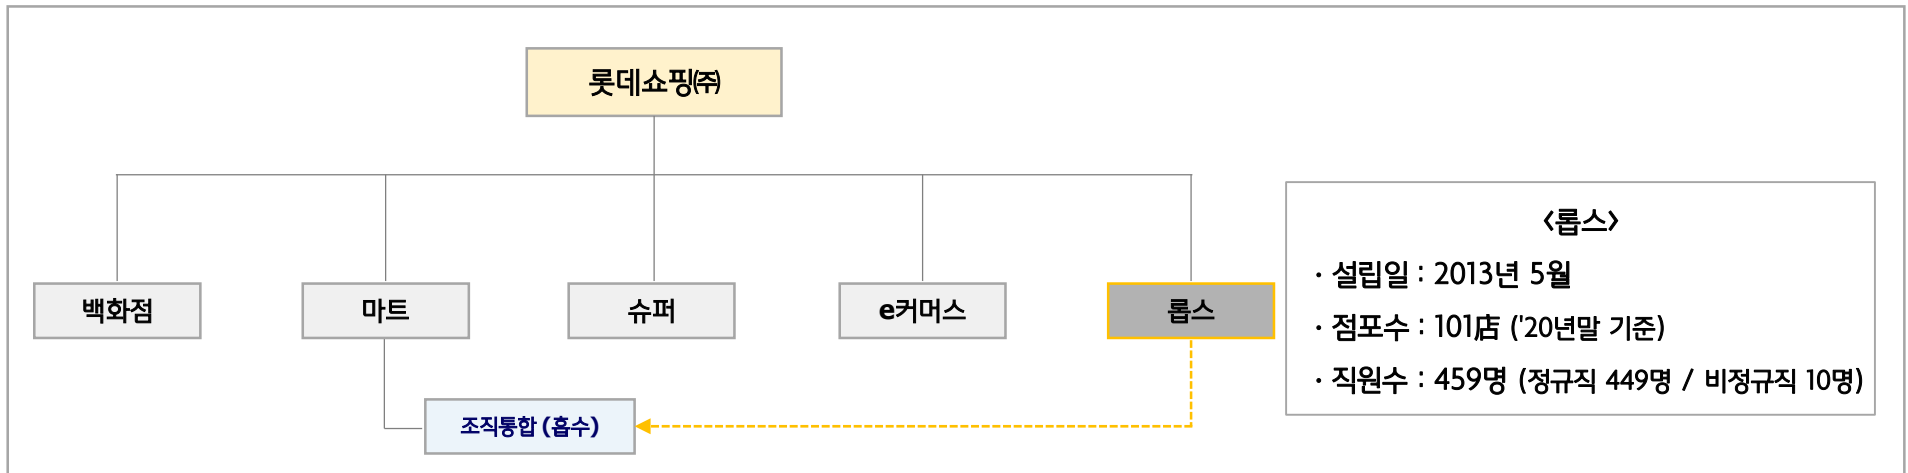 롯데쇼핑㈜
백화점
마트
슈퍼
e커머스
롭스
조직통합 (흡수)
<롭스>
· 설립일 : 2013년 5월
· 점포수 : 101店 ('20년말 기준)
· 직원수 : 459명 (정규직 449명 / 비정규직 10명)